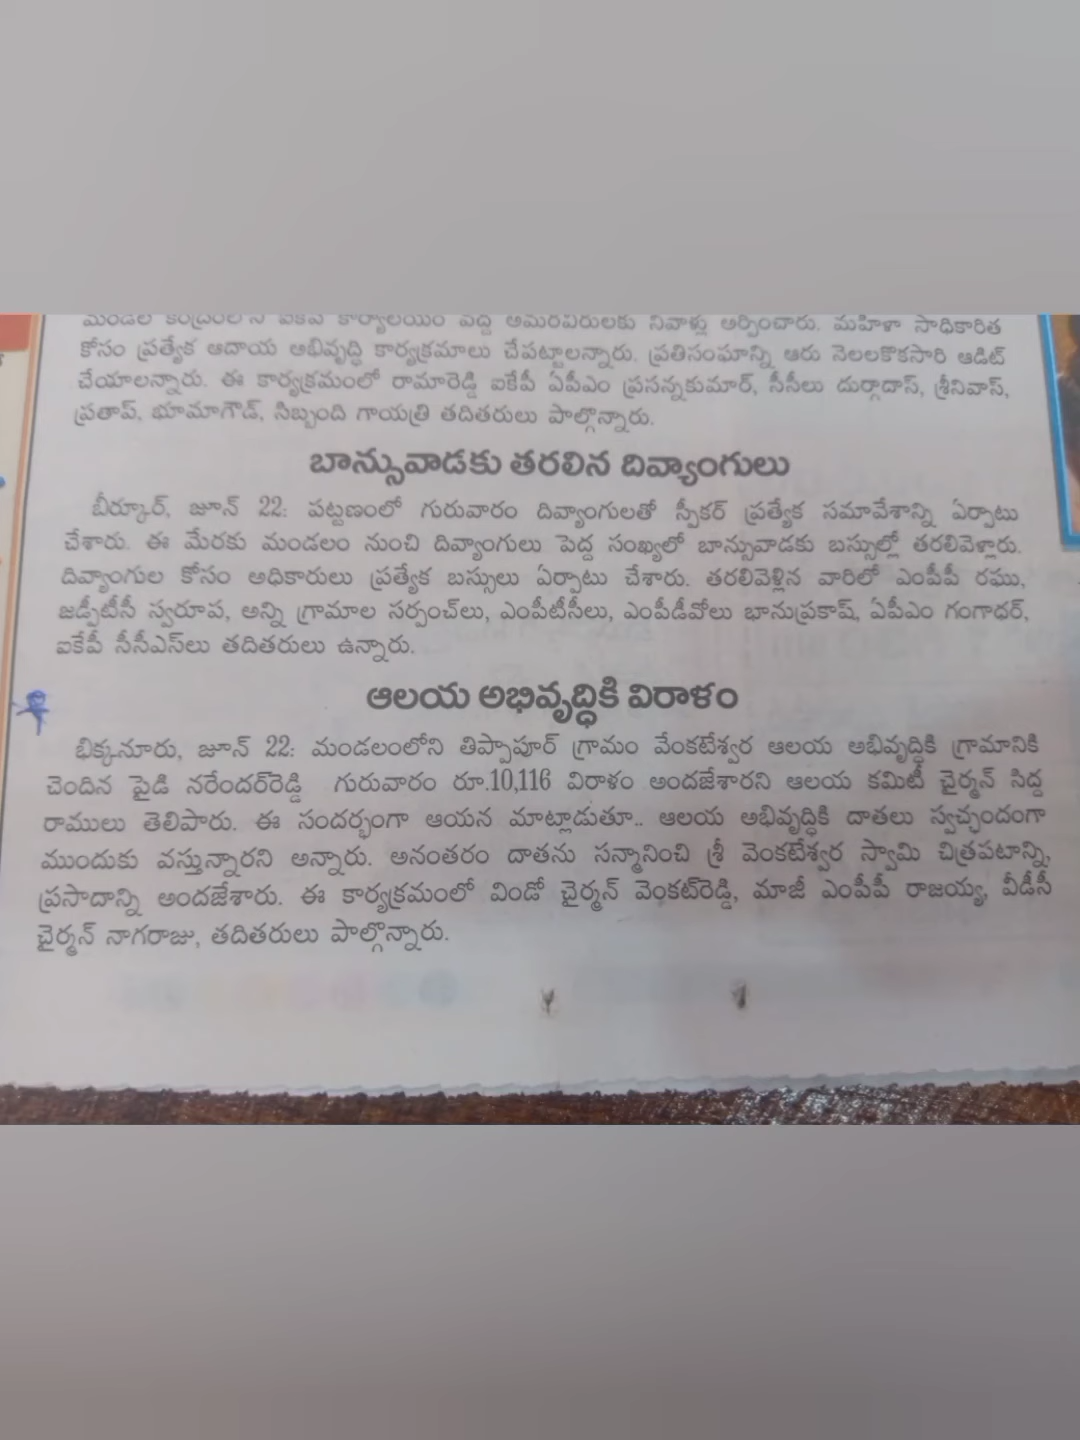 మండల కేంద్రంలోని ఐకేపీ కార్యాలయం వద్ద అమరవీరులకు నివాళ్లు అర్పించారు. మహిళా సాధికారిత
కోసం ప్రత్యేక ఆదాయ అభివృద్ధి కార్యక్రమాలు చేపట్టాలన్నారు. ప్రతిసంఘాన్ని ఆరు నెలలకొకసారి ఆడిట్
చేయాలన్నారు. ఈ కార్యక్రమంలో రామారెడ్డి ఐకేపీ ఏపీఎం ప్రసన్నకుమార్, సీసీలు దుర్గాదాస్, శ్రీనివాస్,
ప్రతాప్, భూమాగౌడ్, సిబ్బంది గాయత్రి తదితరులు పాల్గొన్నారు.
బాన్సువాడకు తరలిన దివ్యాంగులు
బీర్కూర్, జూన్ 22: పట్టణంలో గురువారం దివ్యాంగులతో స్పీకర్ ప్రత్యేక సమావేశాన్ని ఏర్పాటు
చేశారు. ఈ మేరకు మండలం నుంచి దివ్యాంగులు పెద్ద సంఖ్యలో బాన్సువాడకు బస్సుల్లో తరలివెళ్లారు.
దివ్యాంగుల కోసం అధికారులు ప్రత్యేక బస్సులు ఏర్పాటు చేశారు. తరలివెళ్లిన వారిలో ఎంపీపీ రఘు,
జడ్పీటీసీ స్వరూప, అన్ని గ్రామాల సర్పంచ్‌లు, ఎంపీటీసీలు, ఎంపీడీవోలు భానుప్రకాష్, ఏపీఎం గంగాధర్,
ఐకేపీ సీసీఎస్‌లు తదితరులు ఉన్నారు.
ఆలయ అభివృద్ధికి విరాళం
భిక్కనూరు, జూన్ 22: మండలంలోని తిప్పాపూర్ గ్రామం వేంకటేశ్వర ఆలయ అభివృద్ధికి గ్రామానికి
చెందిన పైడి నరేందర్‌రెడ్డి గురువారం రూ.10,116 విరాళం అందజేశారని ఆలయ కమిటీ చైర్మన్ సిద్ద
రాములు తెలిపారు. ఈ సందర్భంగా ఆయన మాట్లాడుతూ.. ఆలయ అభివృద్ధికి దాతలు స్వచ్ఛందంగా
ముందుకు వస్తున్నారని అన్నారు. అనంతరం దాతను సన్మానించి శ్రీ వెంకటేశ్వర స్వామి చిత్రపటాన్ని,
ప్రసాదాన్ని అందజేశారు. ఈ కార్యక్రమంలో విండో చైర్మన్ వెంకట్‌రెడ్డి, మాజీ ఎంపీపీ రాజయ్య, వీడీసీ
చైర్మన్ నాగరాజు, తదితరులు పాల్గొన్నారు.